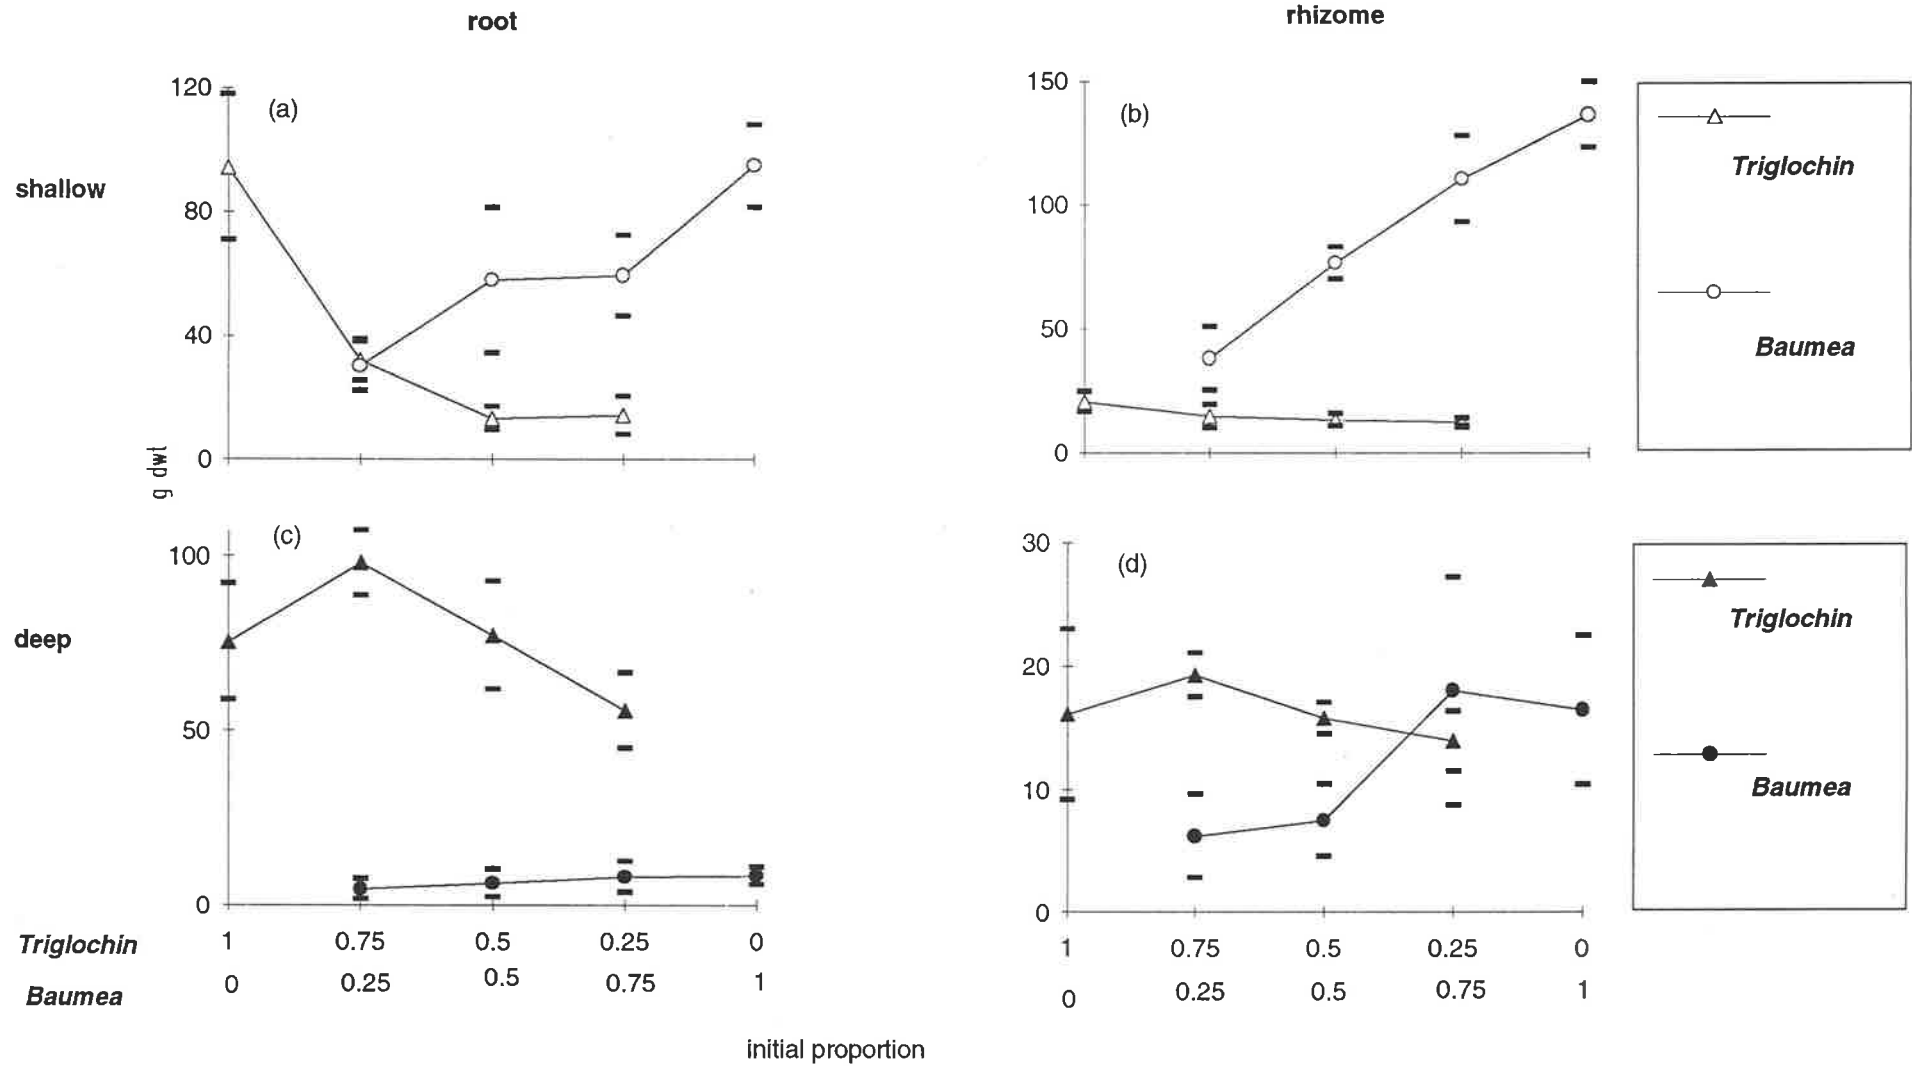 root
rhizome
shallow
120
80
40
0
(a)
150
100
50
0
(b)
Triglochin
Baumea
g dwt
deep
100
50
0
(c)
30
20
10
0
(d)
Triglochin
Baumea
Triglochin 1 0.75 0.5 0.25 0
Baumea 0 0.25 0.5 0.75 1
1 0.75 0.5 0.25 0
0 0.25 0.5 0.75 1
initial proportion